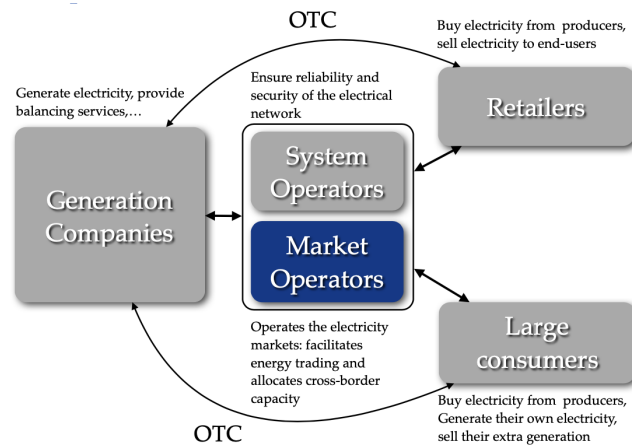 OTC
Buy electricity from producers,
sell electricity to end-users
Generate electricity, provide
balancing services,...
Ensure reliability and
security of the electrical
network
Retailers
System
Operators
Generation
Companies
Market
Operators
Large
consumers
Operates the electricity
markets: facilitates
energy trading and
allocates cross-border
capacity
Buy electricity from producers,
Generate their own electricity,
sell their extra generation
OTC